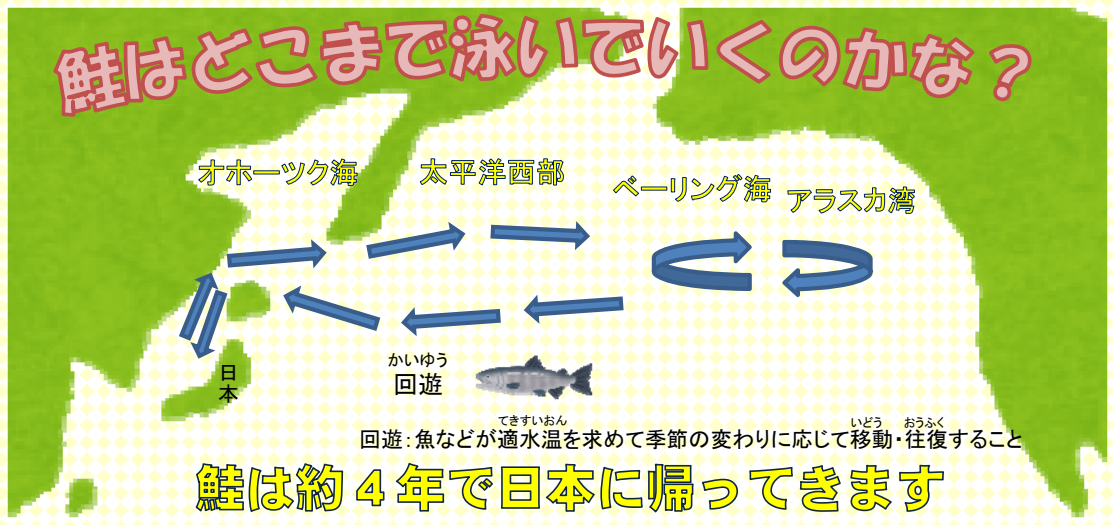 鮭はどこまで泳いでいくのかな？
オホーツク海
太平洋西部
ベーリング海
アラスカ湾
日本
かいゆう
回遊
てきすいおん
いどう
おうふく
回遊：魚などが適水温を求めて季節の変わりに応じて移動・往復すること
鮭は約４年で日本に帰ってきます